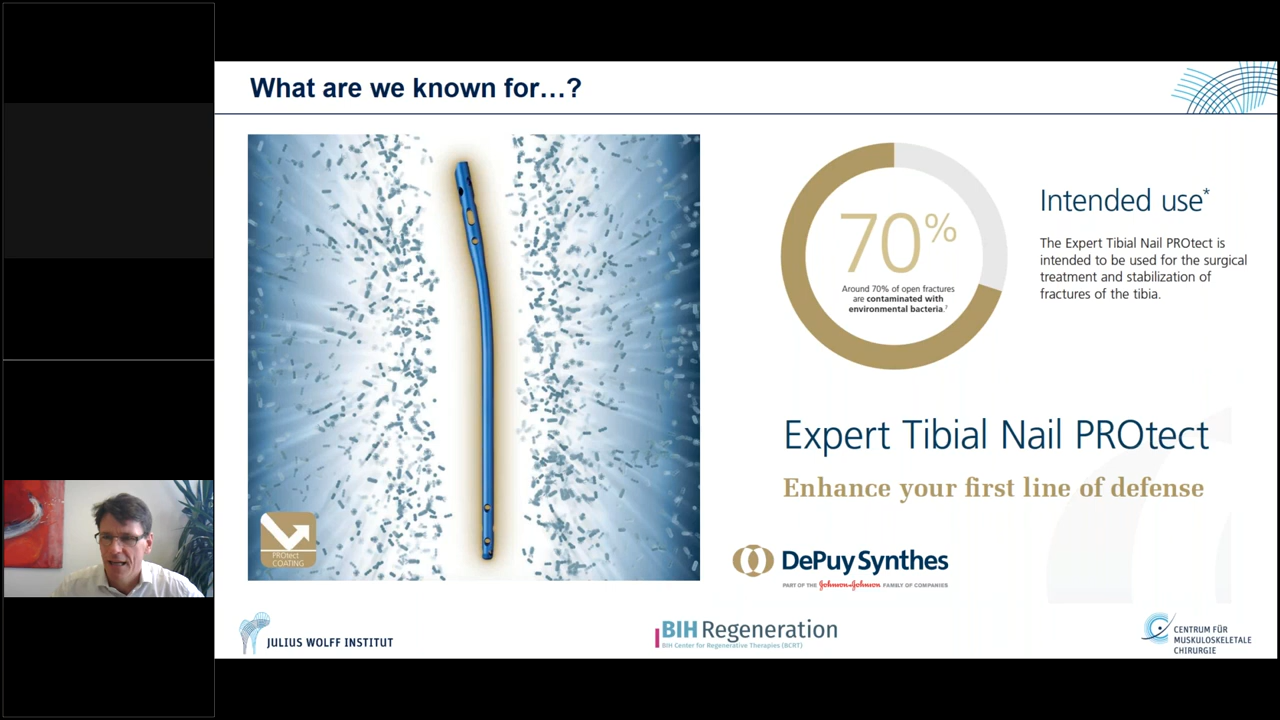 What are we known for…?
70%
Around 70% of open fractures
are contaminated with
environmental bacteria.⁷
Intended use*
The Expert Tibial Nail PROtect is
intended to be used for the surgical
treatment and stabilization of
fractures of the tibia.
Expert Tibial Nail PROtect
Enhance your first line of defense
PROtect
COATING
DePuy Synthes
PART OF THE Johnson & Johnson FAMILY OF COMPANIES
JULIUS WOLFF INSTITUT
BIH Regeneration
BIH Center for Regenerative Therapies (BCRT)
CENTRUM FÜR
MUSKULOSKELETALE
CHIRURGIE